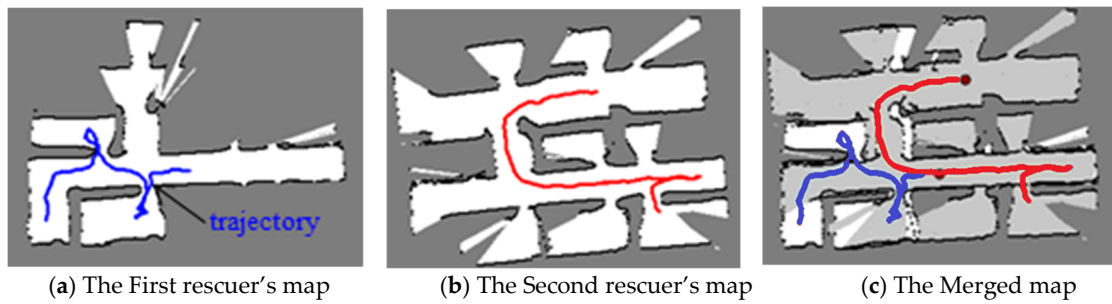 trajectory
(a) The First rescuer's map
(b) The Second rescuer's map
(c) The Merged map